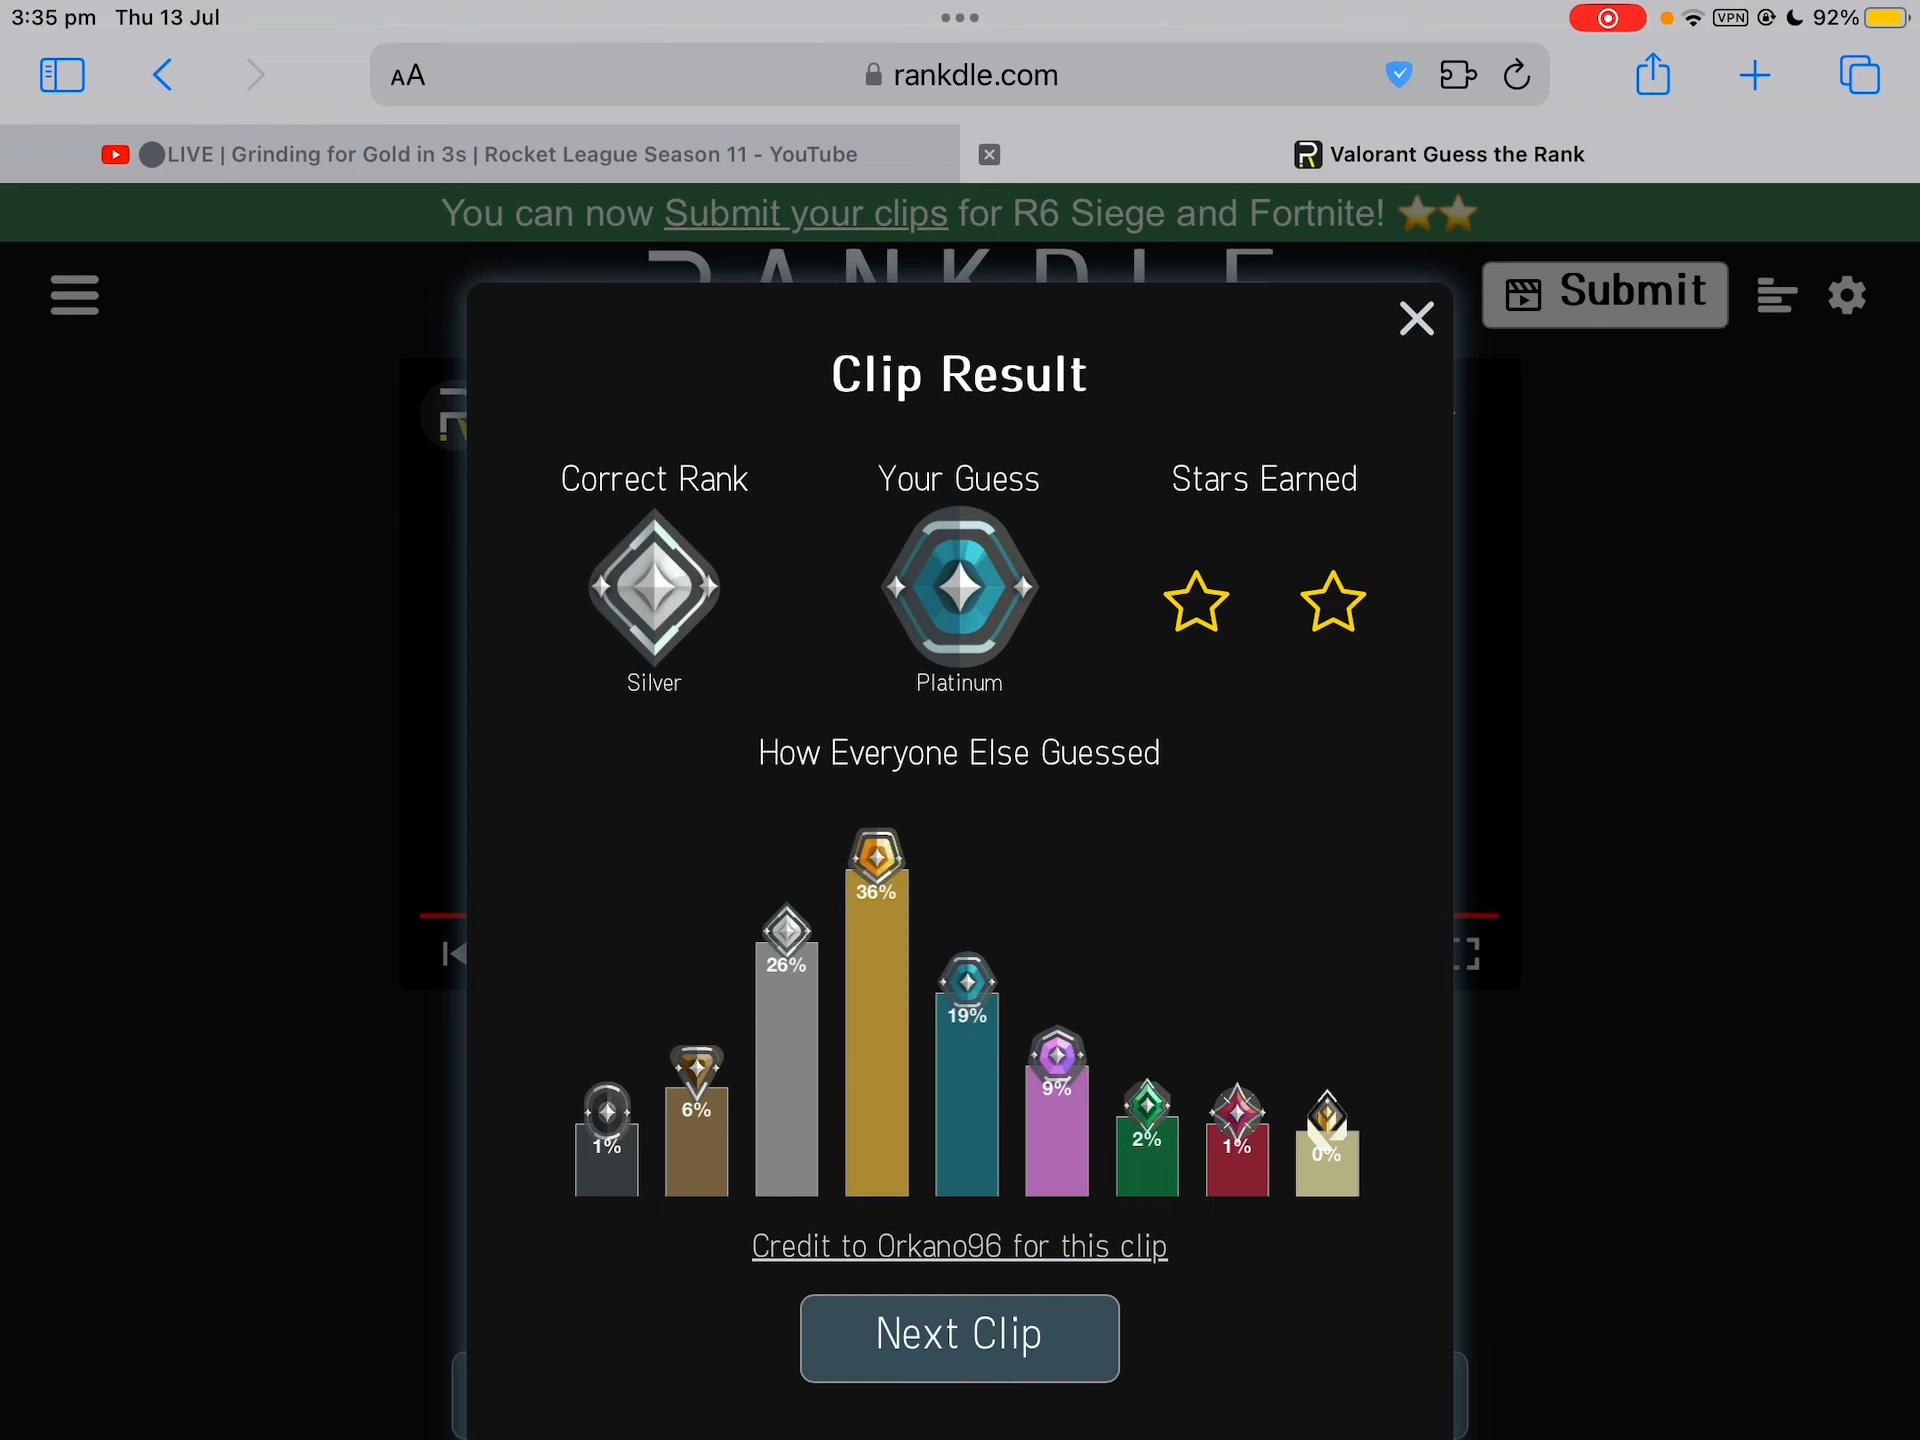 3:35 pm Thu 13 Jul
VPN 92%
AA rankdle.com
LIVE | Grinding for Gold in 3s | Rocket League Season 11 - YouTube
Valorant Guess the Rank
You can now Submit your clips for R6 Siege and Fortnite!
RANKDLE
Submit
Clip Result
Correct Rank Your Guess Stars Earned
Silver Platinum
How Everyone Else Guessed
36%
26%
19%
9%
6%
2%
1% 1%
0%
Credit to Orkano96 for this clip
Next Clip